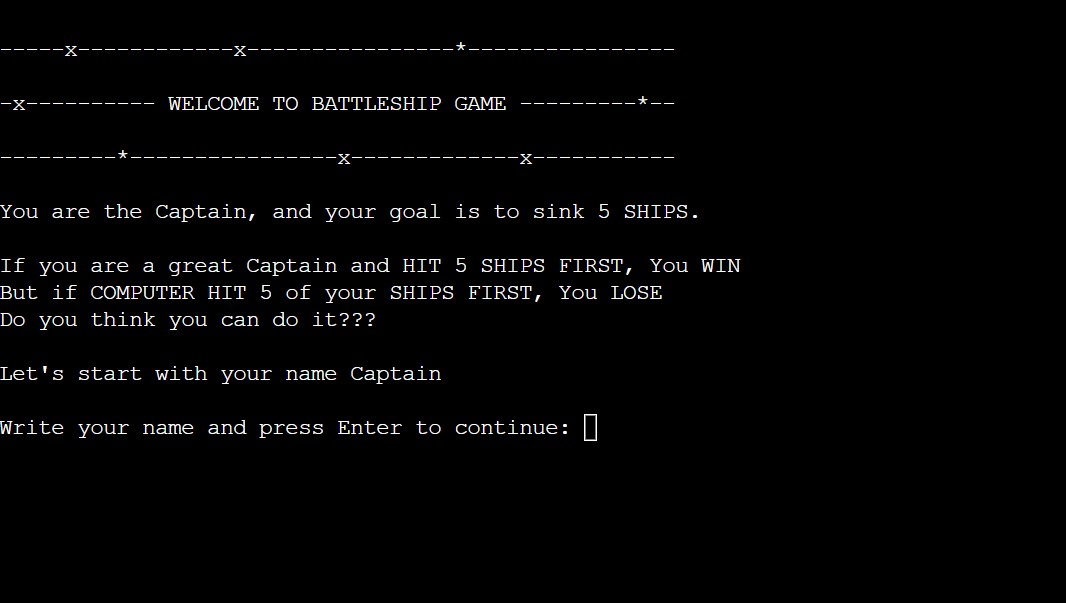 -----x------------x----------------*----------------
-x---------- WELCOME TO BATTLESHIP GAME ---------*--
---------*----------------x-------------x-----------
You are the Captain, and your goal is to sink 5 SHIPS.
If you are a great Captain and HIT 5 SHIPS FIRST, You WIN
But if COMPUTER HIT 5 of your SHIPS FIRST, You LOSE
Do you think you can do it???
Let's start with your name Captain
Write your name and press Enter to continue: